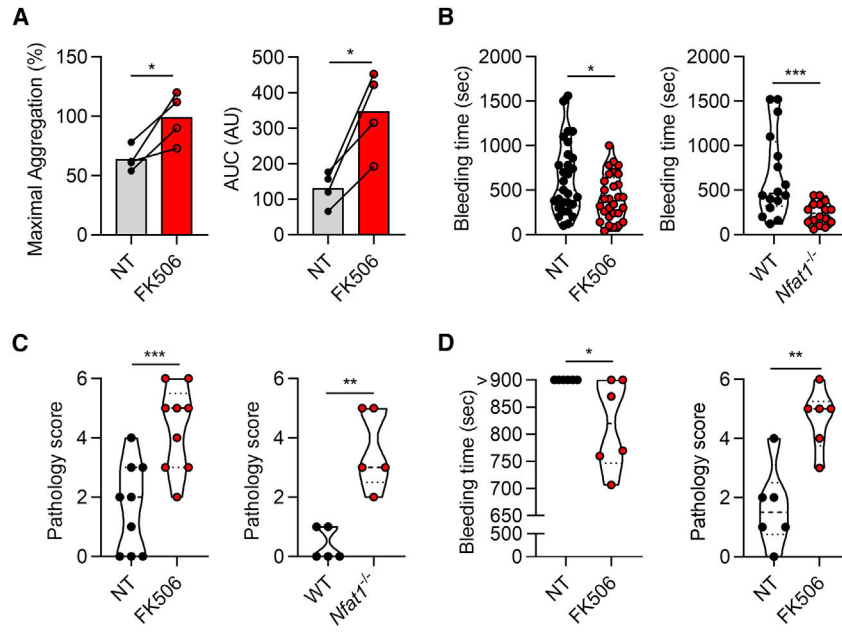 A
Maximal Aggregation (%)
150
100
50
0
*
NT
FK506
AUC (AU)
500
400
300
200
100
0
*
NT
FK506
B
Bleeding time (sec)
2000
1500
1000
500
0
*
NT
FK506
Bleeding time (sec)
2000
1500
1000
500
0
***
WT
Nfat1-/-
C
Pathology score
6
4
2
0
***
NT
FK506
Pathology score
6
4
2
0
**
WT
Nfat1-/-
D
Bleeding time (sec)
> 900
850
800
750
700
650
500
0
*
NT
FK506
Pathology score
6
4
2
0
**
NT
FK506